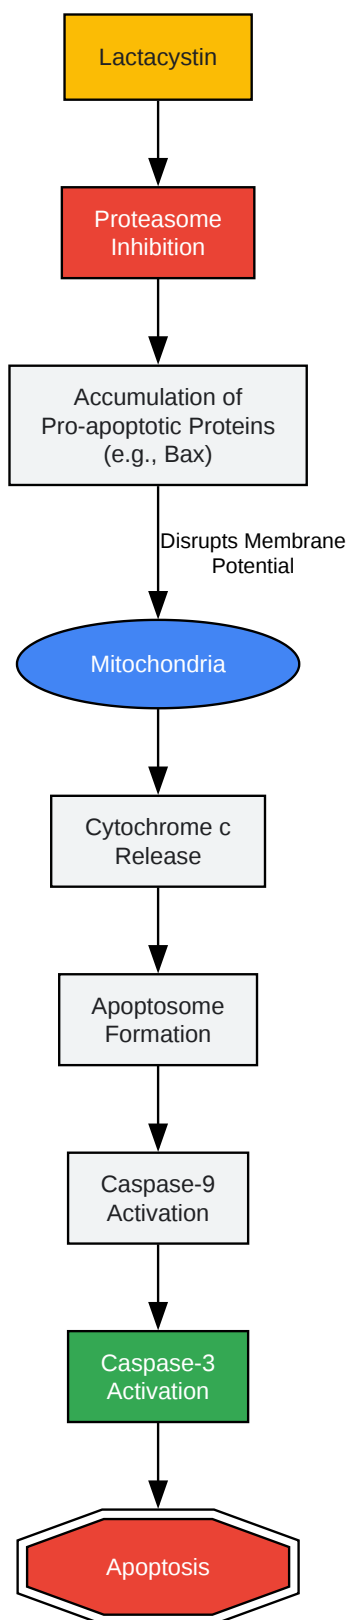 Lactacystin
Proteasome
Inhibition
Accumulation of
Pro-apoptotic Proteins
(e.g., Bax)
Disrupts Membrane
Potential
Mitochondria
Cytochrome c
Release
Apoptosome
Formation
Caspase-9
Activation
Caspase-3
Activation
Apoptosis